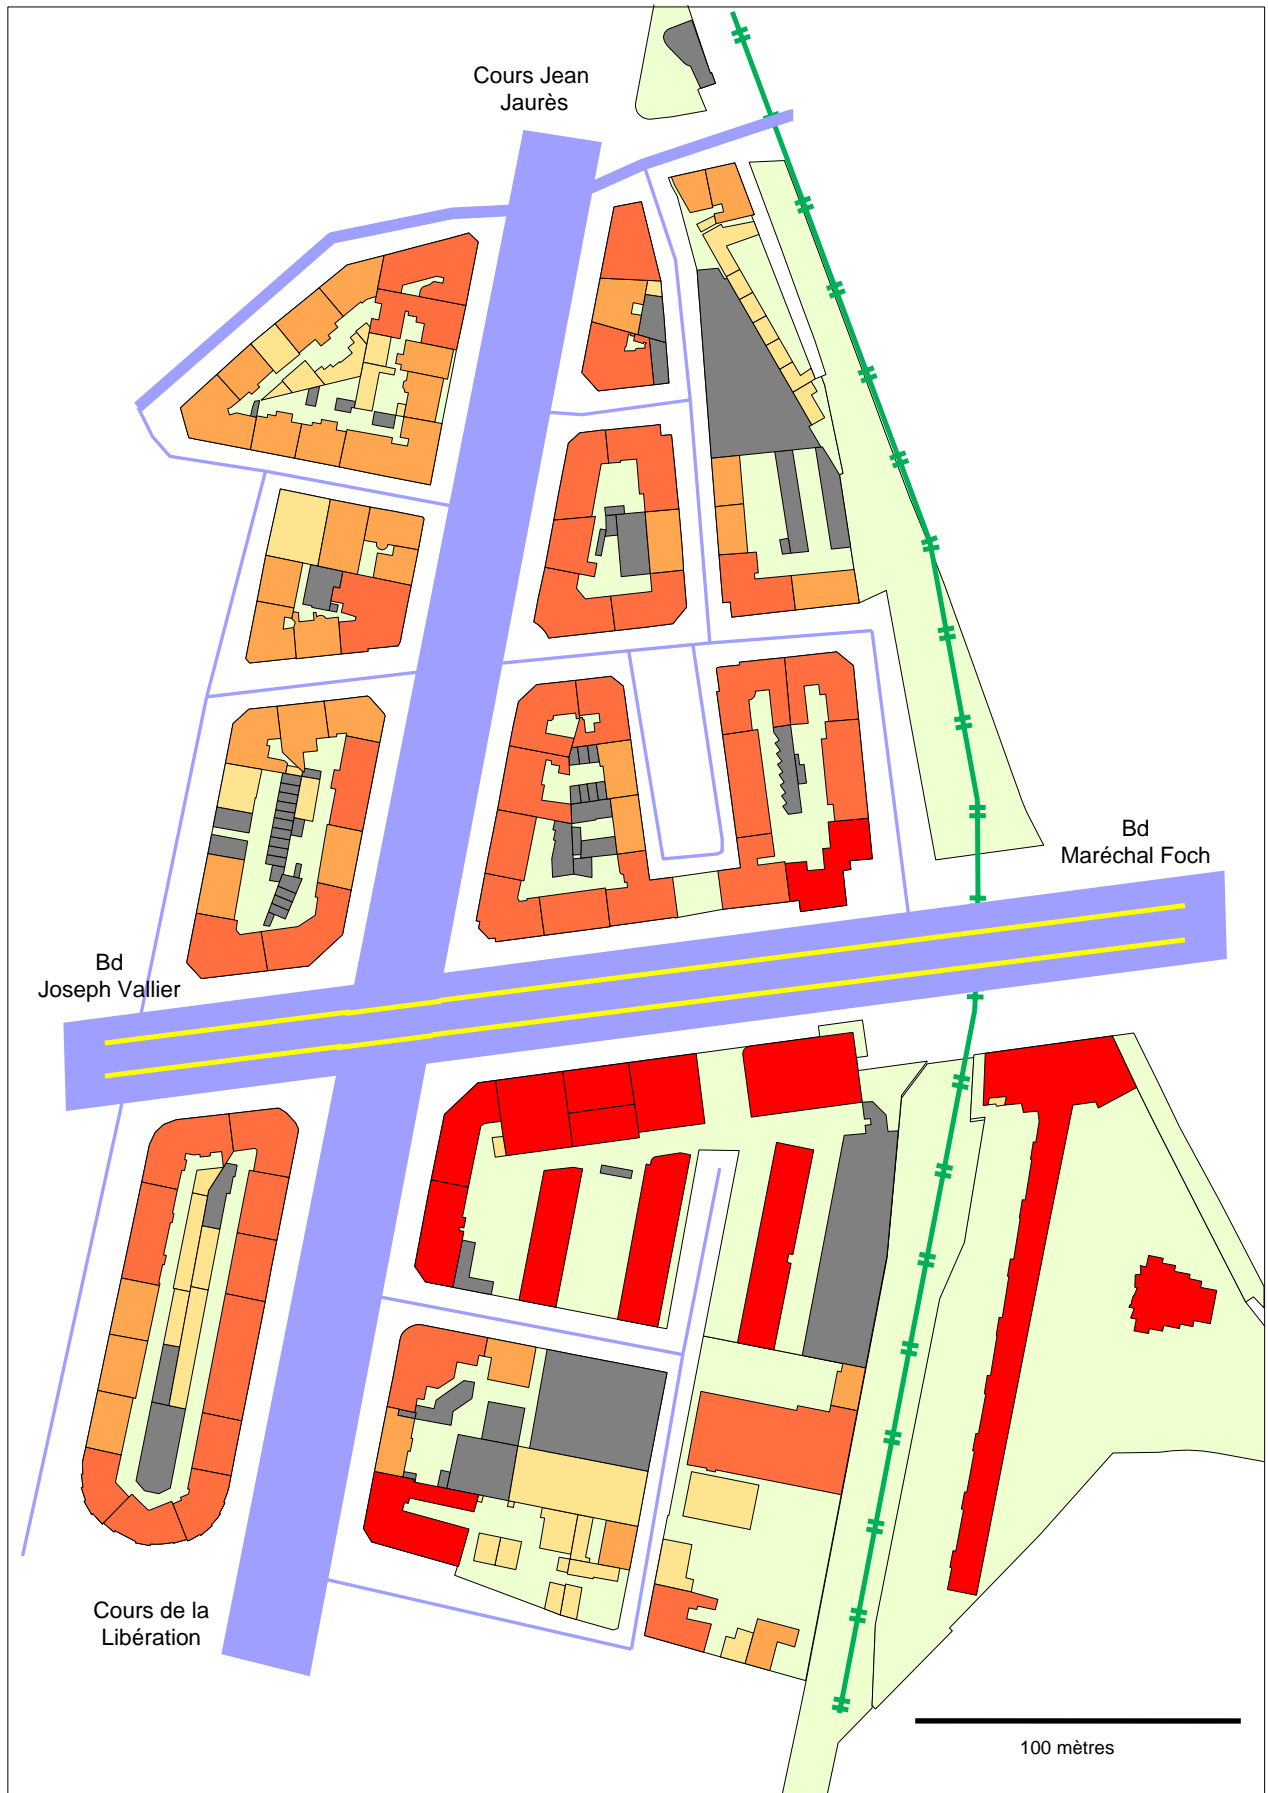 Cours Jean
Jaurès
Bd
Maréchal Foch
Bd
Joseph Vallier
Cours de la
Libération
100 mètres